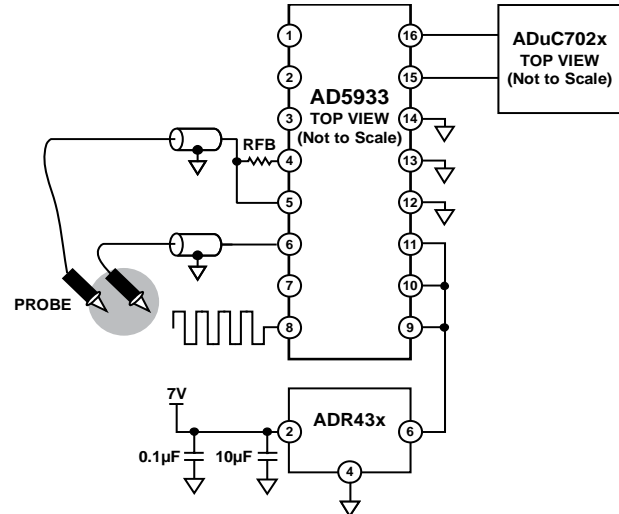 1
2
3
4
5
6
7
8
16
15
14
13
12
11
10
9
AD5933
TOP VIEW
(Not to Scale)
ADuC702x
TOP VIEW
(Not to Scale)
RFB
PROBE
7V
0.1µF
10µF
2
ADR43x
6
4